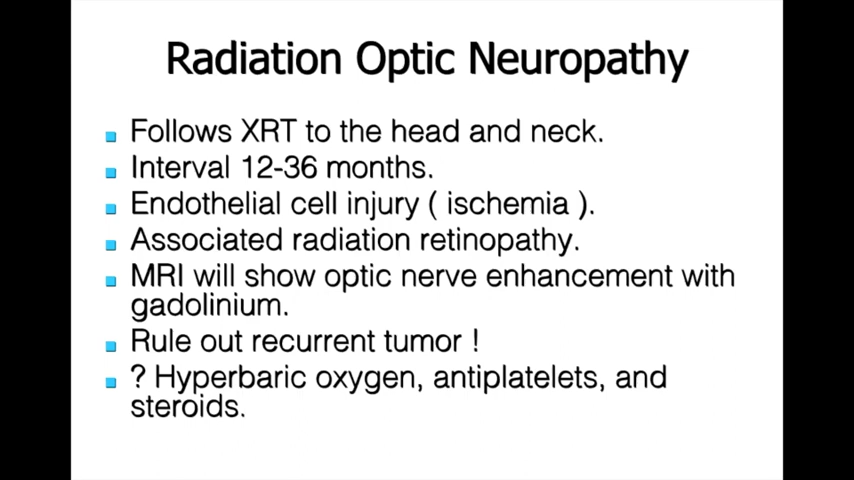 Radiation Optic Neuropathy
Follows XRT to the head and neck.
Interval 12-36 months.
Endothelial cell injury ( ischemia ).
Associated radiation retinopathy.
MRI will show optic nerve enhancement with
gadolinium.
Rule out recurrent tumor !
? Hyperbaric oxygen, antiplatelets, and
steroids.